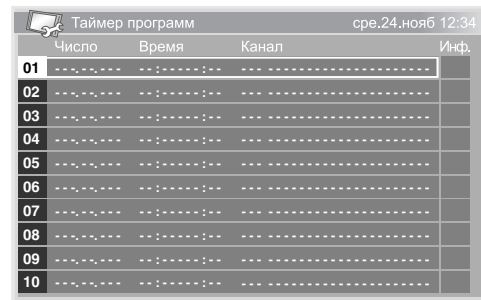 Таймер программ сре.24.нояб 12:34
Число Время Канал Инф.
01 ---.--.--- --:-----:-- --- -----------------------
02 ---.--.--- --:-----:-- --- -----------------------
03 ---.--.--- --:-----:-- --- -----------------------
04 ---.--.--- --:-----:-- --- -----------------------
05 ---.--.--- --:-----:-- --- -----------------------
06 ---.--.--- --:-----:-- --- -----------------------
07 ---.--.--- --:-----:-- --- -----------------------
08 ---.--.--- --:-----:-- --- -----------------------
09 ---.--.--- --:-----:-- --- -----------------------
10 ---.--.--- --:-----:-- --- -----------------------